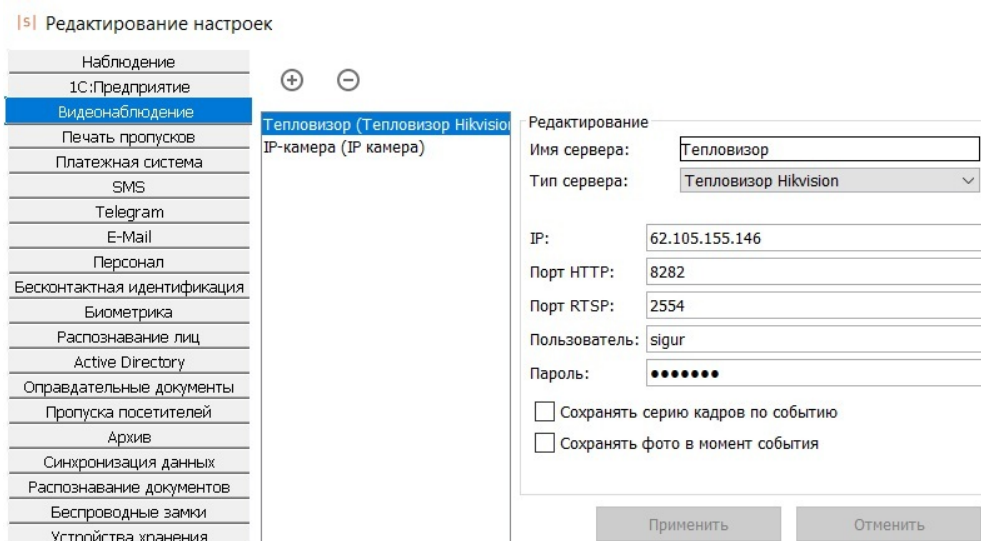 |S| Редактирование настроек
Наблюдение
1С:Предприятие
Видеонаблюдение
Печать пропусков
Платежная система
SMS
Telegram
E-Mail
Персонал
Бесконтактная идентификация
Биометрика
Распознавание лиц
Active Directory
Оправдательные документы
Пропуска посетителей
Архив
Синхронизация данных
Распознавание документов
Беспроводные замки
Устройства хранения
Тепловизор (Тепловизор Hikvision
IP-камера (IP камера)
Редактирование
Имя сервера: Тепловизор
Тип сервера: Тепловизор Hikvision
IP: 62.105.155.146
Порт HTTP: 8282
Порт RTSP: 2554
Пользователь: sigur
Пароль: ●●●●●●●
Сохранять серию кадров по событию
Сохранять фото в момент события
Применить Отменить